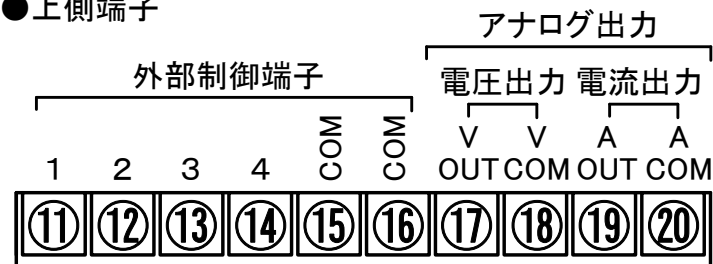 ●上側端子
アナログ出力
外部制御端子 電圧出力 電流出力
1 2 3 4 COM COM V OUT V COM A OUT A COM
⑪ ⑫ ⑬ ⑭ ⑮ ⑯ ⑰ ⑱ ⑲ ⑳